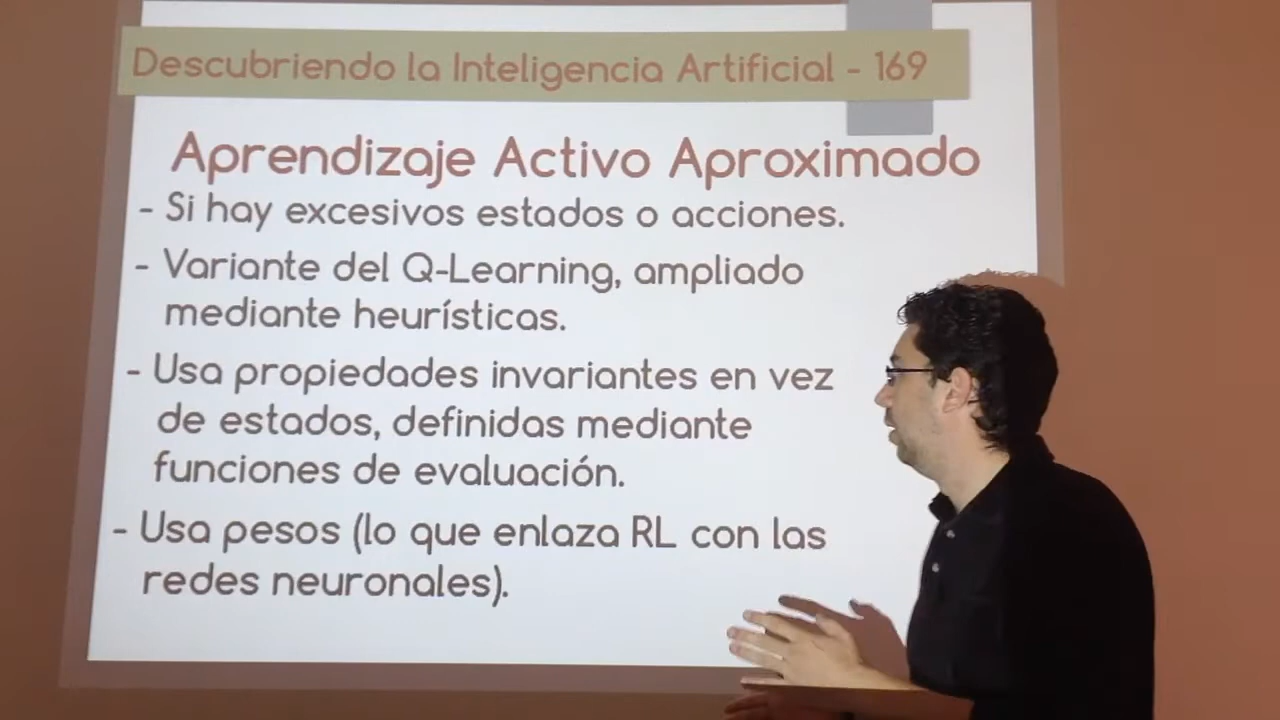 Descubriendo la Inteligencia Artificial - 169
Aprendizaje Activo Aproximado
- Si hay excesivos estados o acciones.
- Variante del Q-Learning, ampliado
mediante heurísticas.
- Usa propiedades invariantes en vez
de estados, definidas mediante
funciones de evaluación.
- Usa pesos (lo que enlaza RL con las
redes neuronales).